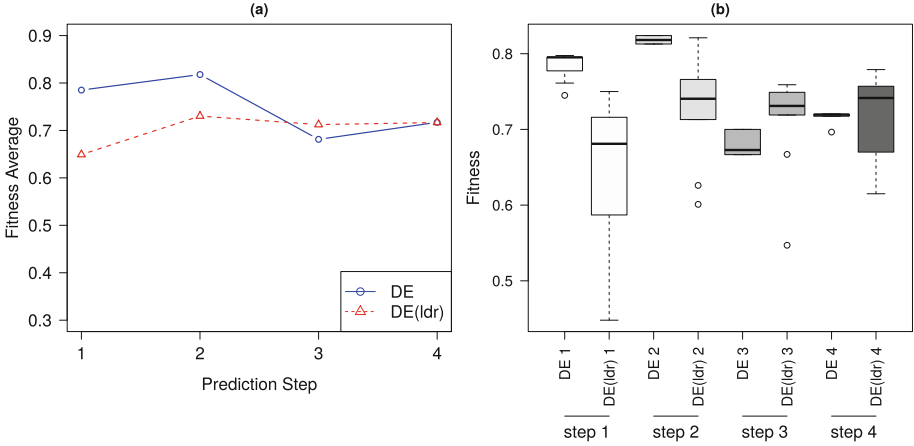 (a)
Fitness Average
0.9
0.8
0.7
0.6
0.5
0.4
0.3
1 2 3 4
Prediction Step
DE
DE(ldr)
(b)
Fitness
0.8
0.7
0.6
0.5
DE 1
DE(ldr) 1
DE 2
DE(ldr) 2
DE 3
DE(ldr) 3
DE 4
DE(ldr) 4
step 1 step 2 step 3 step 4